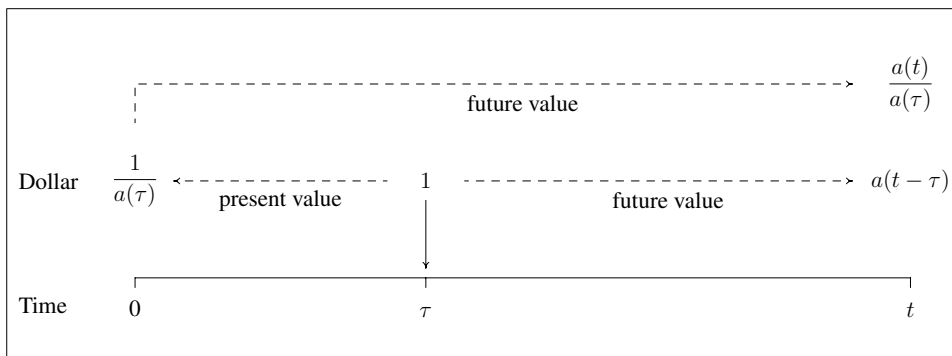 a(t)
a(τ)
future value
Dollar 1 a(τ) 1 a(t − τ)
present value future value
Time 0 τ t